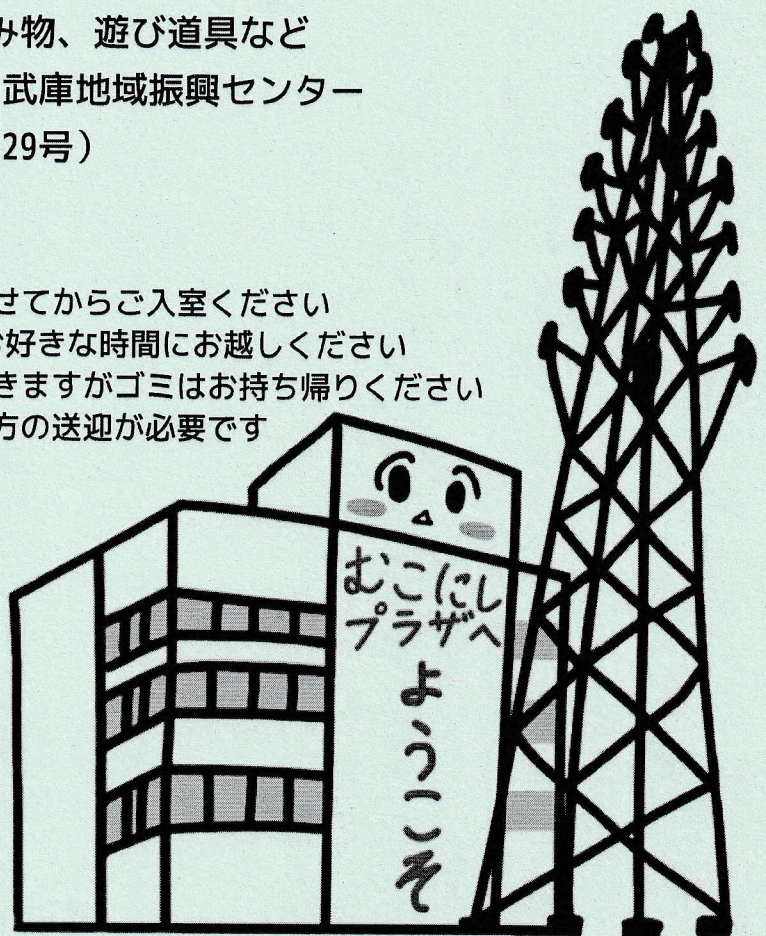 み物、遊び道具など
武庫地域振興センター
29号）
せてからご入室ください
お好きな時間にお越しください
きますがゴミはお持ち帰りください
方の送迎が必要です
むこにし
プラザへ
ようこそ